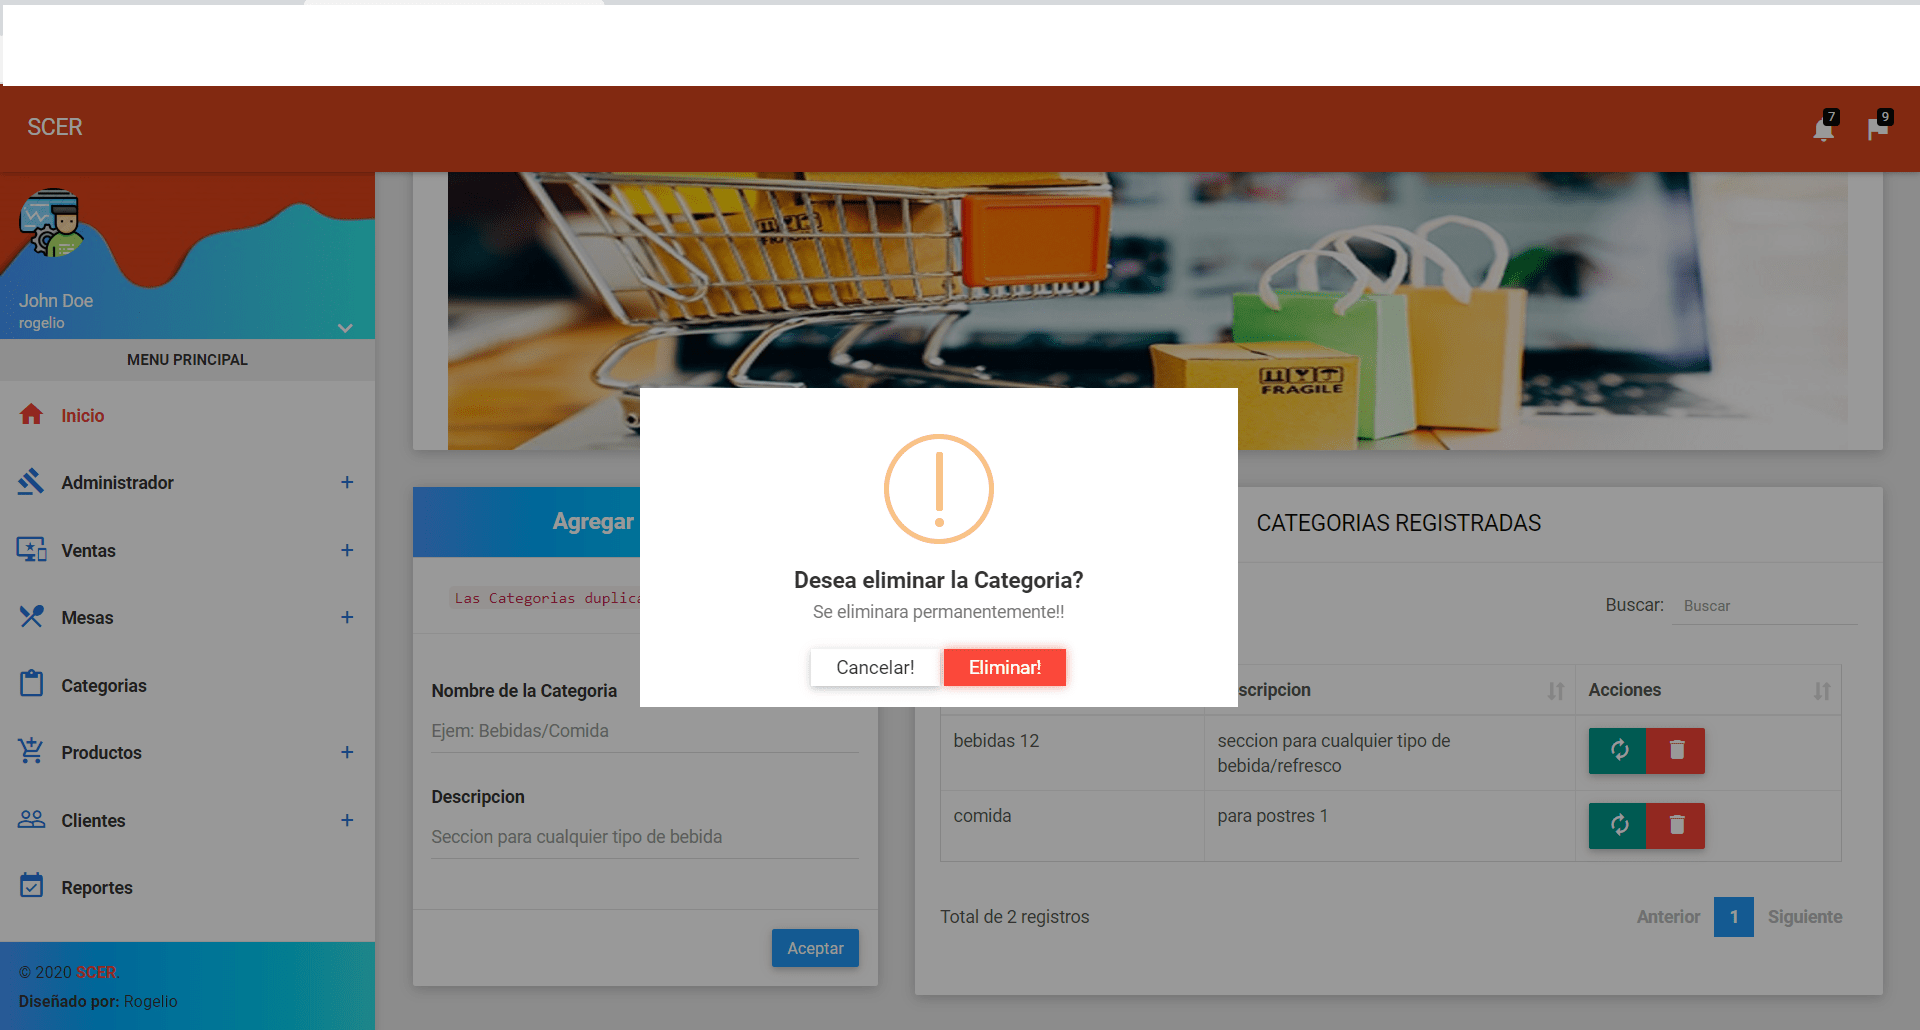 SCER
7
9
John Doe
rogelio
MENU PRINCIPAL
Inicio
Administrador
Ventas
Mesas
Categorias
Productos
Clientes
Reportes
© 2020 SCER.
Diseñado por: Rogelio
FRAGILE
Agregar
Las Categorias duplica
Nombre de la Categoria
Ejem: Bebidas/Comida
Descripcion
Seccion para cualquier tipo de bebida
Aceptar
Desea eliminar la Categoria?
Se eliminara permanentemente!!
Cancelar!
Eliminar!
CATEGORIAS REGISTRADAS
Buscar: Buscar
scripcion
Acciones
bebidas 12
seccion para cualquier tipo de
bebida/refresco
comida
para postres 1
Total de 2 registros
Anterior
1
Siguiente